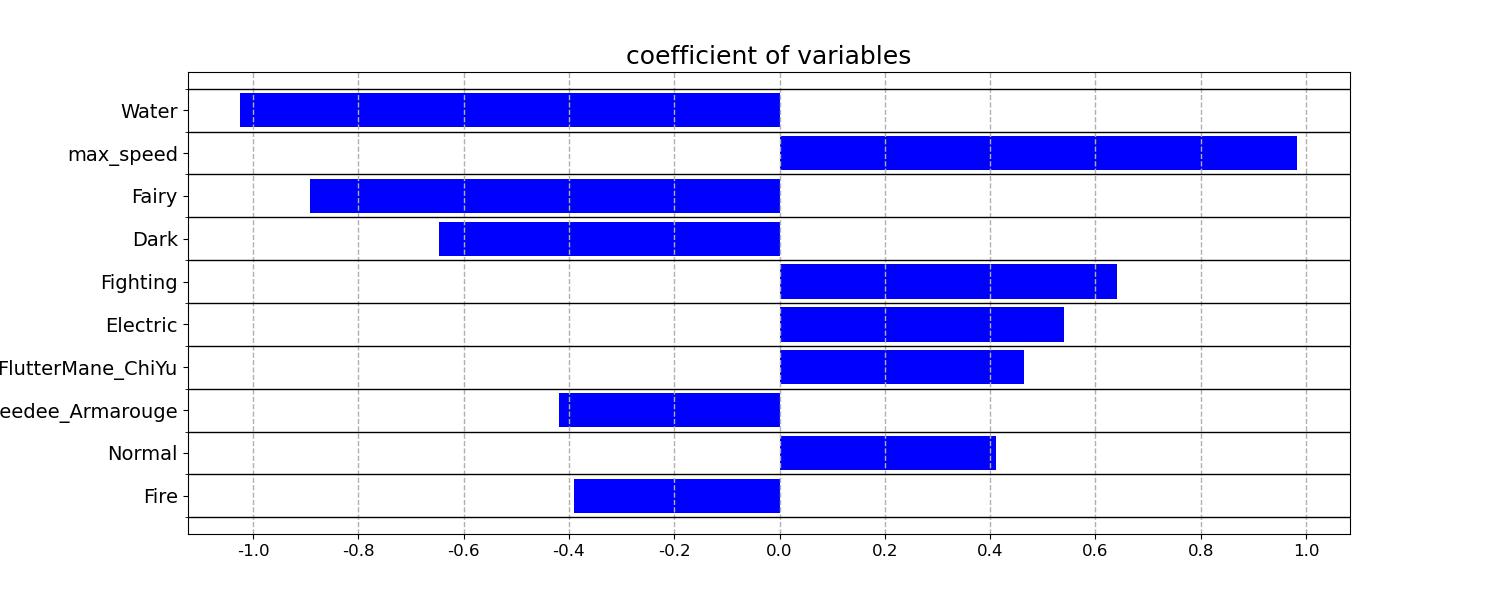 coefficient of variables
Water
max_speed
Fairy
Dark
Fighting
Electric
FlutterMane_ChiYu
eedee_Armarouge
Normal
Fire
-1.0 -0.8 -0.6 -0.4 -0.2 0.0 0.2 0.4 0.6 0.8 1.0